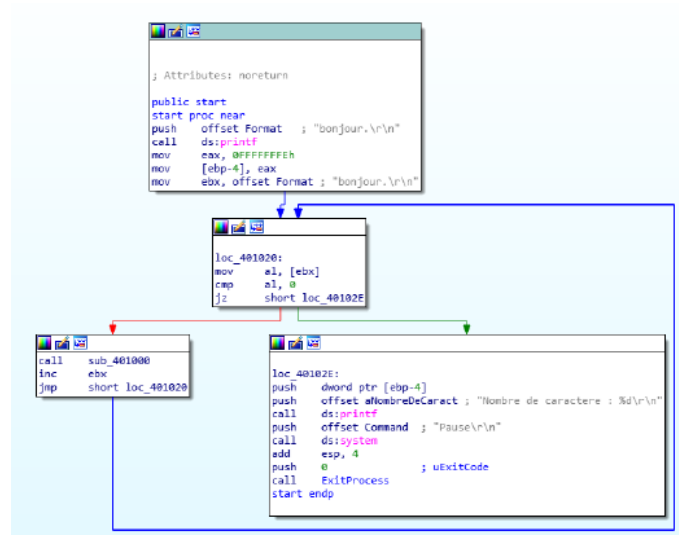 ; Attributes: noreturn
public start
start proc near
push offset Format ; "bonjour.\r\n"
call ds:printf
mov eax, 0FFFFFFFEh
mov [ebp-4], eax
mov ebx, offset Format ; "bonjour.\r\n"
loc_401020:
mov al, [ebx]
cmp al, 0
jz short loc_40102E
call sub_401000
inc ebx
jmp short loc_401020
loc_40102E:
push dword ptr [ebp-4]
push offset aNombreDeCaract ; "Nombre de caractere : %d\r\n"
call ds:printf
push offset Command ; "Pause\r\n"
call ds:system
add esp, 4
push 0 ; uExitCode
call ExitProcess
start endp